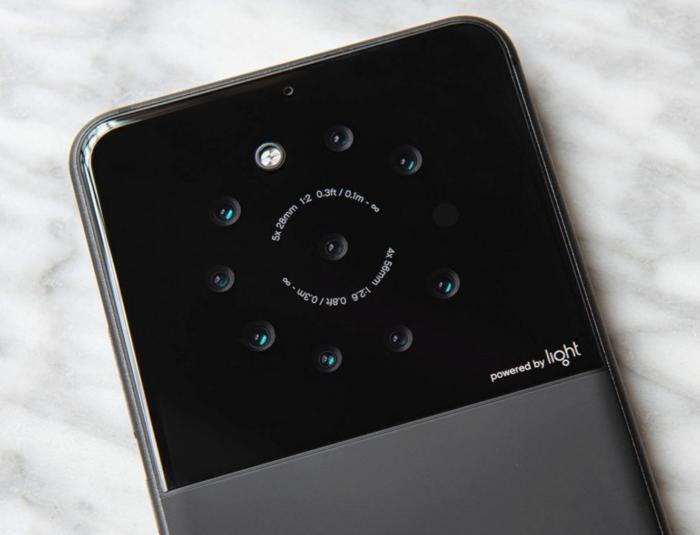 5x 28mm 1:2 0.3ft / 0.1m - ∞
4x 56mm 1:2.6 0.8ft / 0.3m - ∞
powered by light